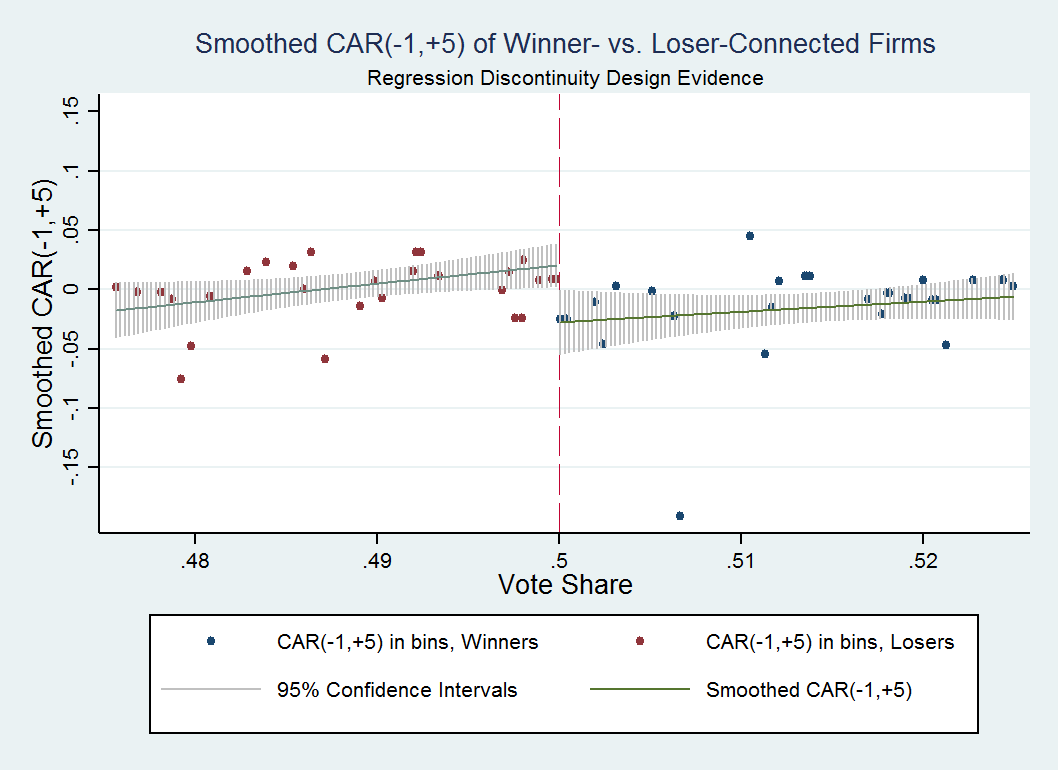 Smoothed CAR(-1,+5) of Winner- vs. Loser-Connected Firms
Regression Discontinuity Design Evidence
Smoothed CAR(-1,+5)
.15
.1
.05
0
-.05
-.1
-.15
.48 .49 .5 .51 .52
Vote Share
CAR(-1,+5) in bins, Winners CAR(-1,+5) in bins, Losers
95% Confidence Intervals Smoothed CAR(-1,+5)